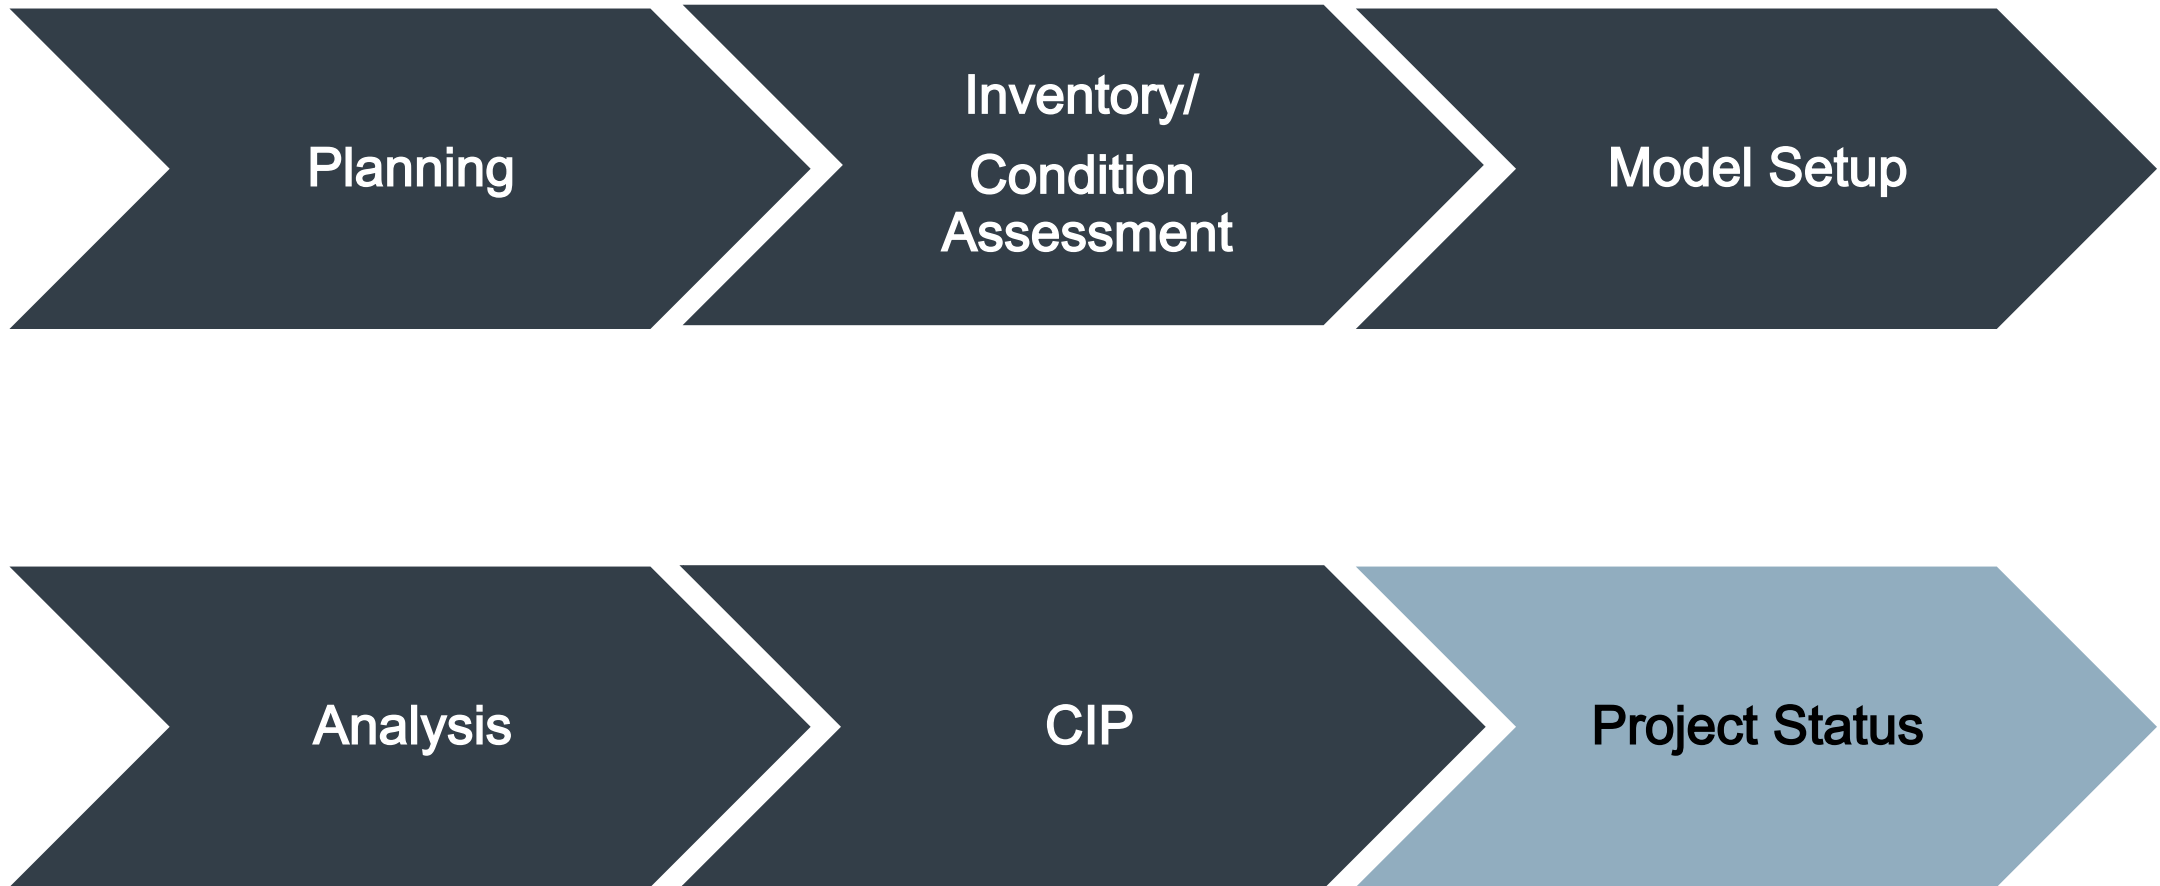 Planning
Inventory/
Condition
Assessment
Model Setup
Analysis
CIP
Project Status